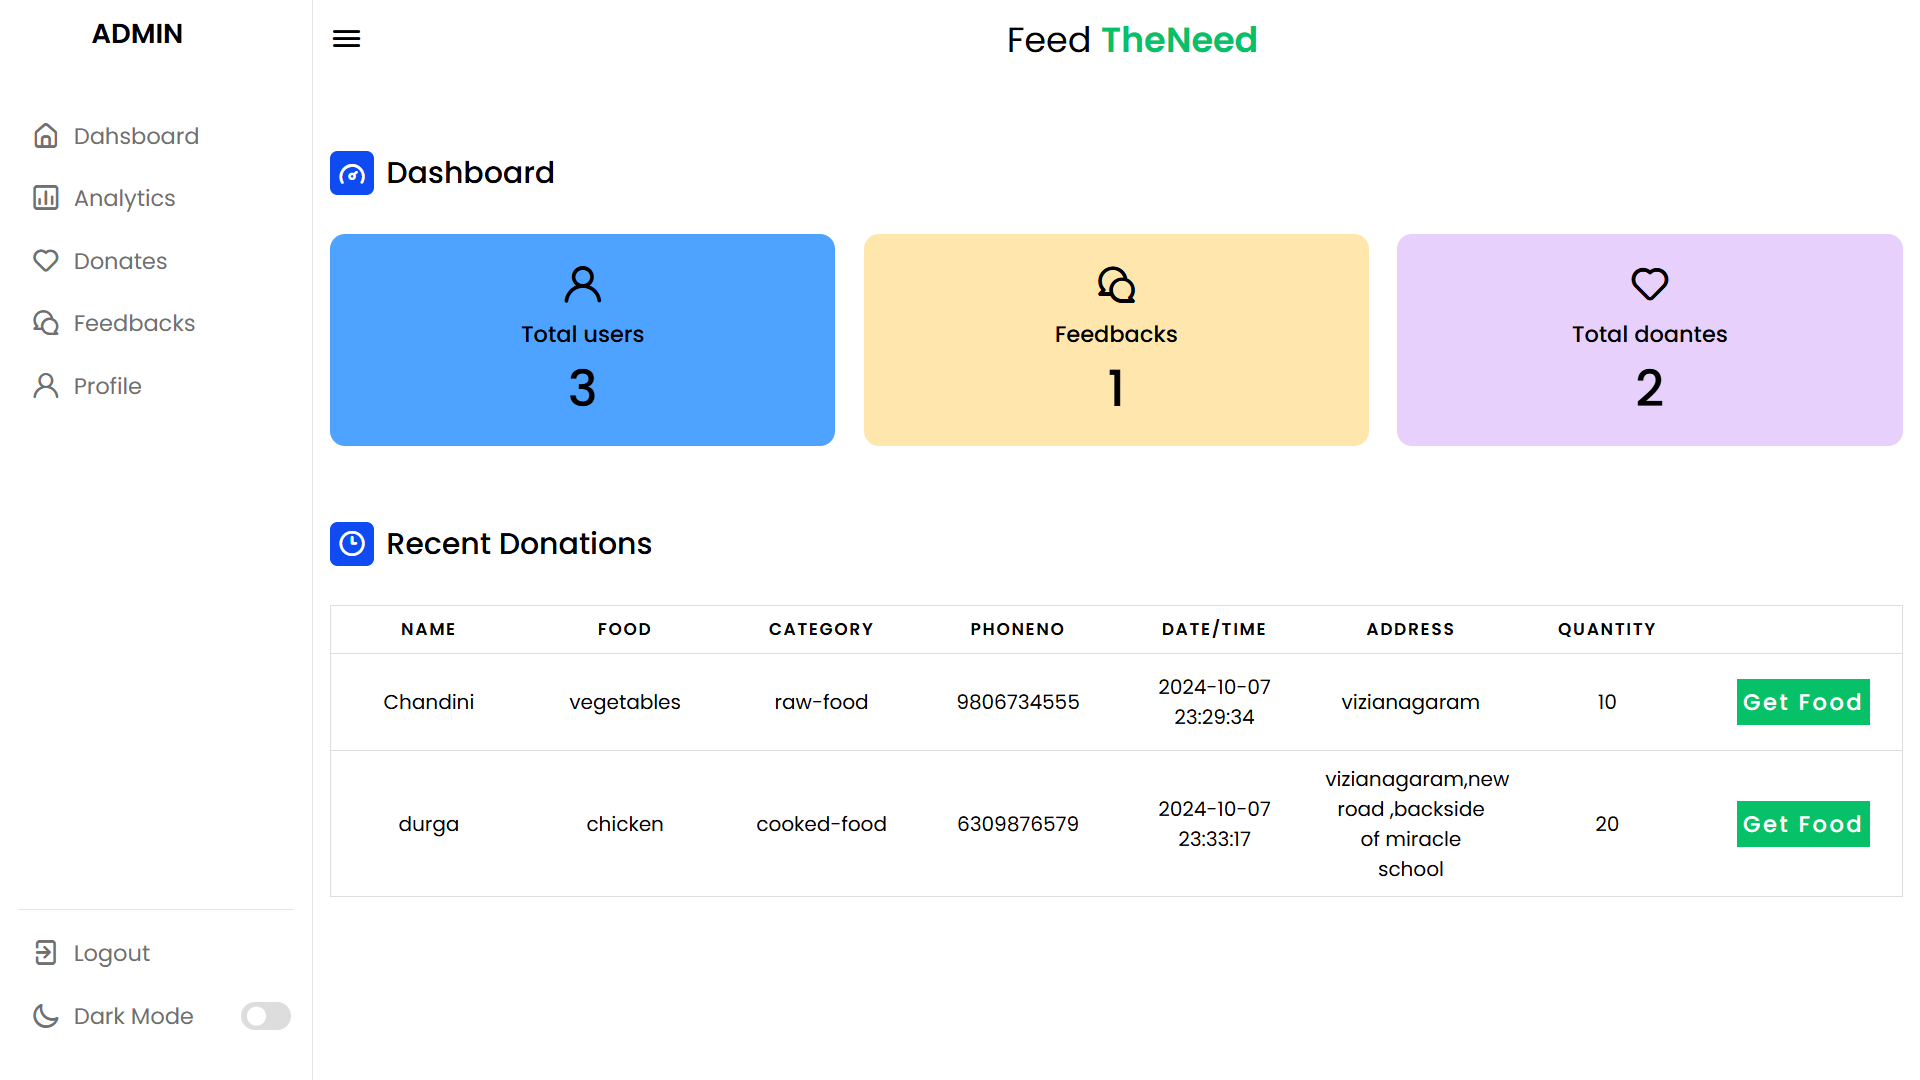 ADMIN
Feed TheNeed
Dahsboard
Analytics
Donates
Feedbacks
Profile
Logout
Dark Mode
Dashboard
Total users
3
Feedbacks
1
Total doantes
2
Recent Donations
NAME FOOD CATEGORY PHONENO DATE/TIME ADDRESS QUANTITY
Chandini vegetables raw-food 9806734555 2024-10-07
23:29:34 vizianagaram 10 Get Food
durga chicken cooked-food 6309876579 2024-10-07
23:33:17 vizianagaram,new
road ,backside
of miracle
school 20 Get Food